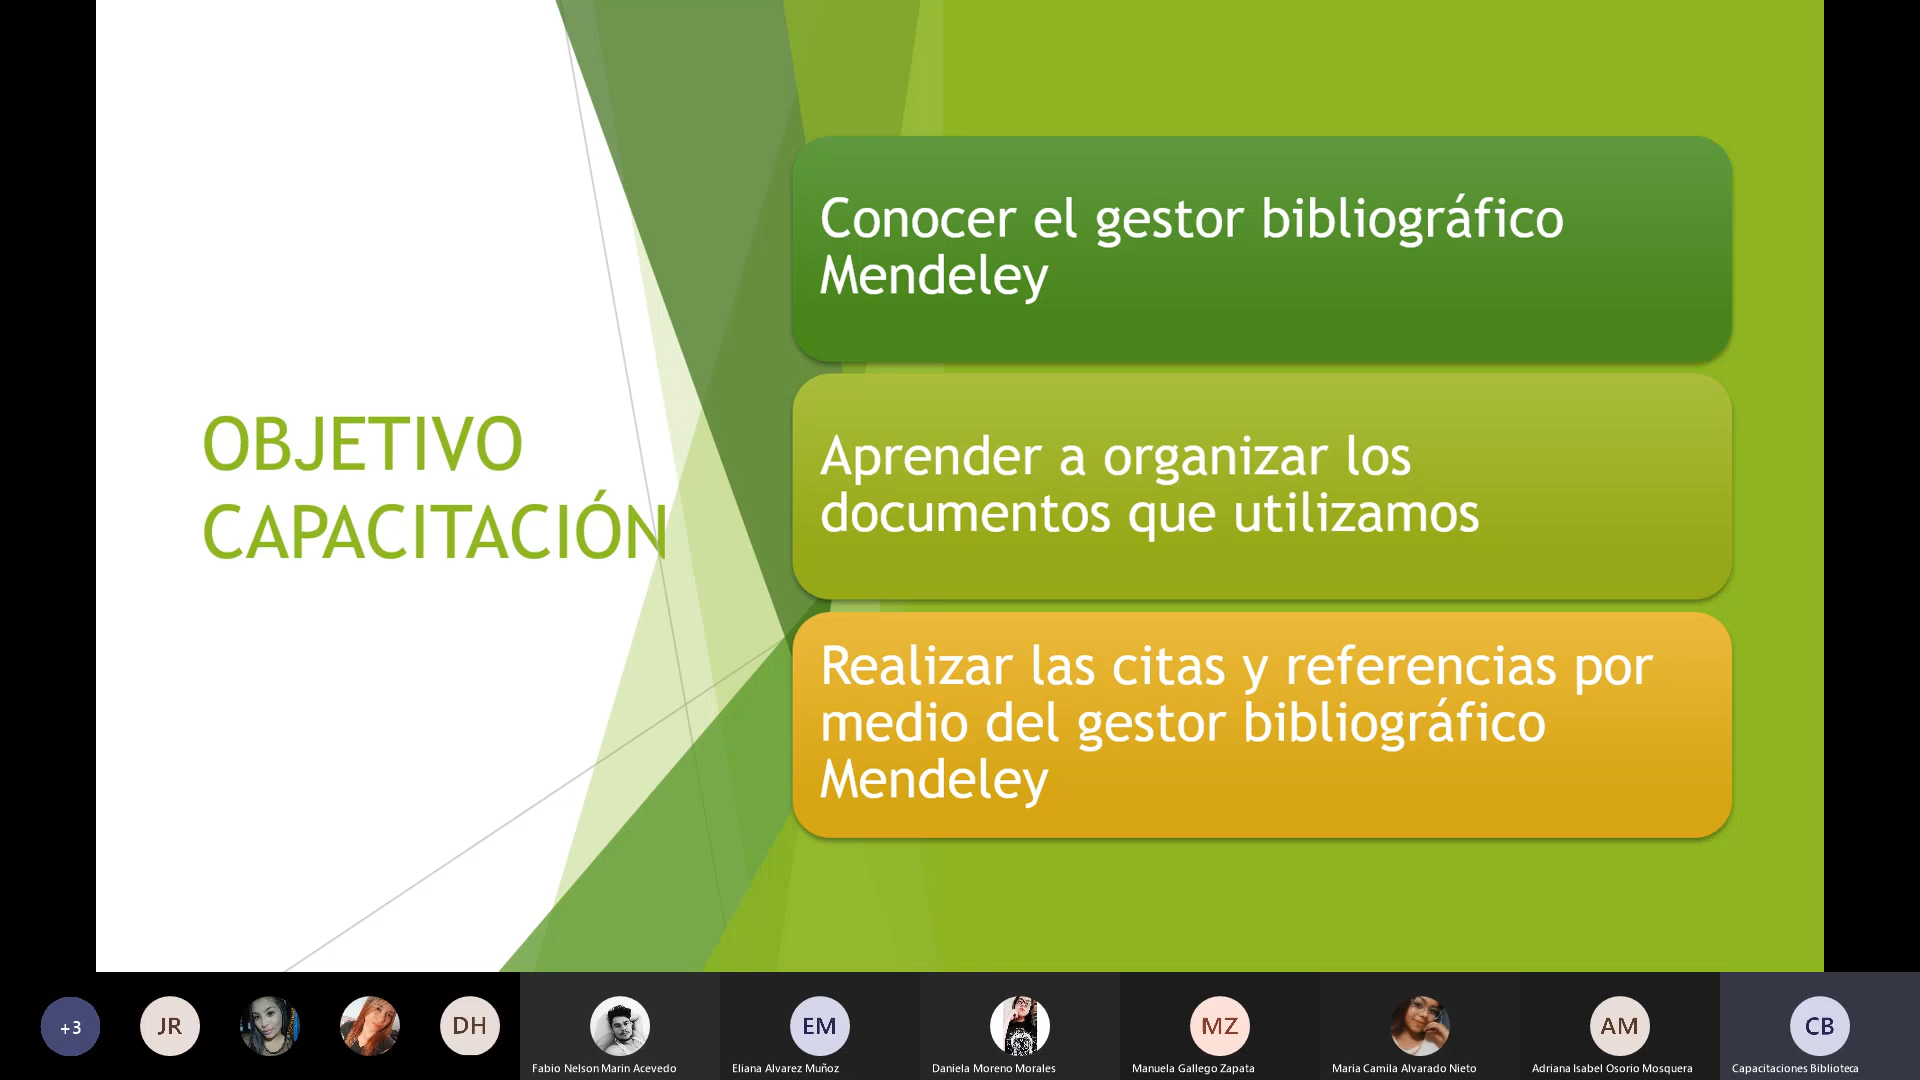 OBJETIVO
CAPACITACIÓN
Conocer el gestor bibliográfico
Mendeley
Aprender a organizar los
documentos que utilizamos
Realizar las citas y referencias por
medio del gestor bibliográfico
Mendeley
+3
JR
DH
Fabio Nelson Marin Acevedo
EM
Eliana Alvarez Muñoz
Daniela Moreno Morales
MZ
Manuela Gallego Zapata
Maria Camila Alvarado Nieto
AM
Adriana Isabel Osorio Mosquera
CB
Capacitaciones Biblioteca